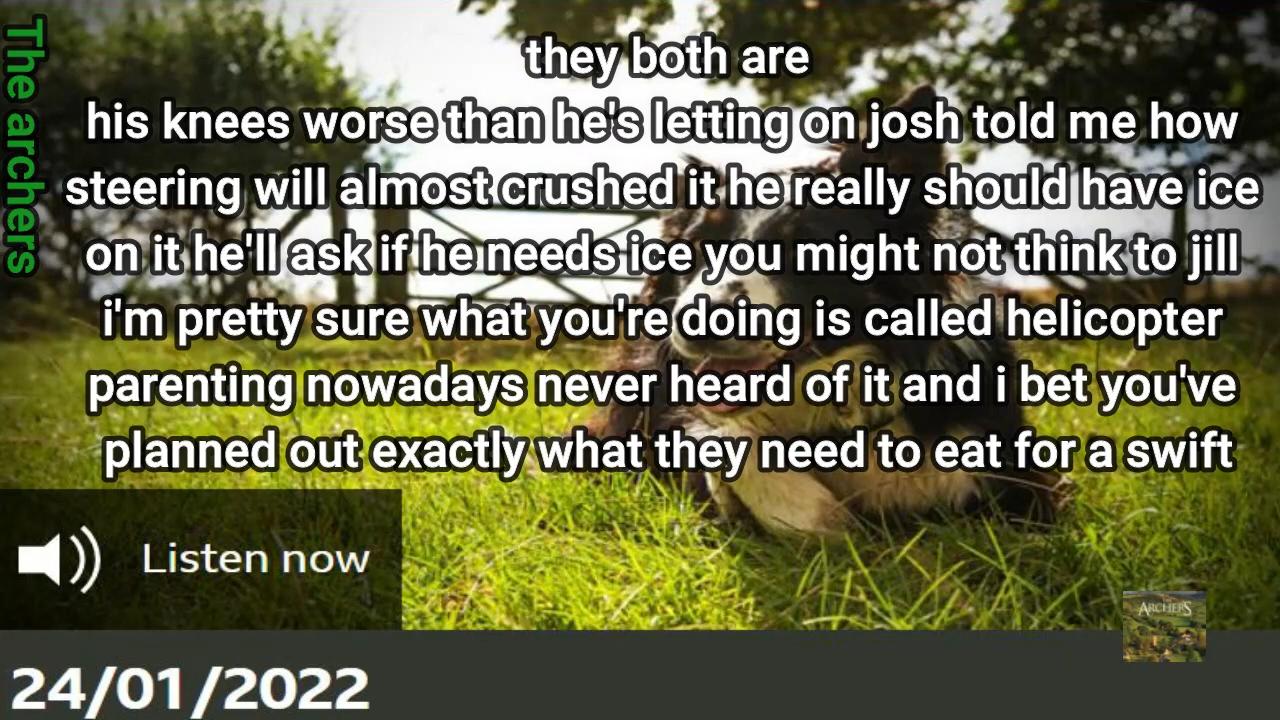 The archers
they both are
his knees worse than he's letting on josh told me how
steering will almost crushed it he really should have ice
on it he'll ask if he needs ice you might not think to jill
i'm pretty sure what you're doing is called helicopter
parenting nowadays never heard of it and i bet you've
planned out exactly what they need to eat for a swift
Listen now
ARCHERS
24/01/2022